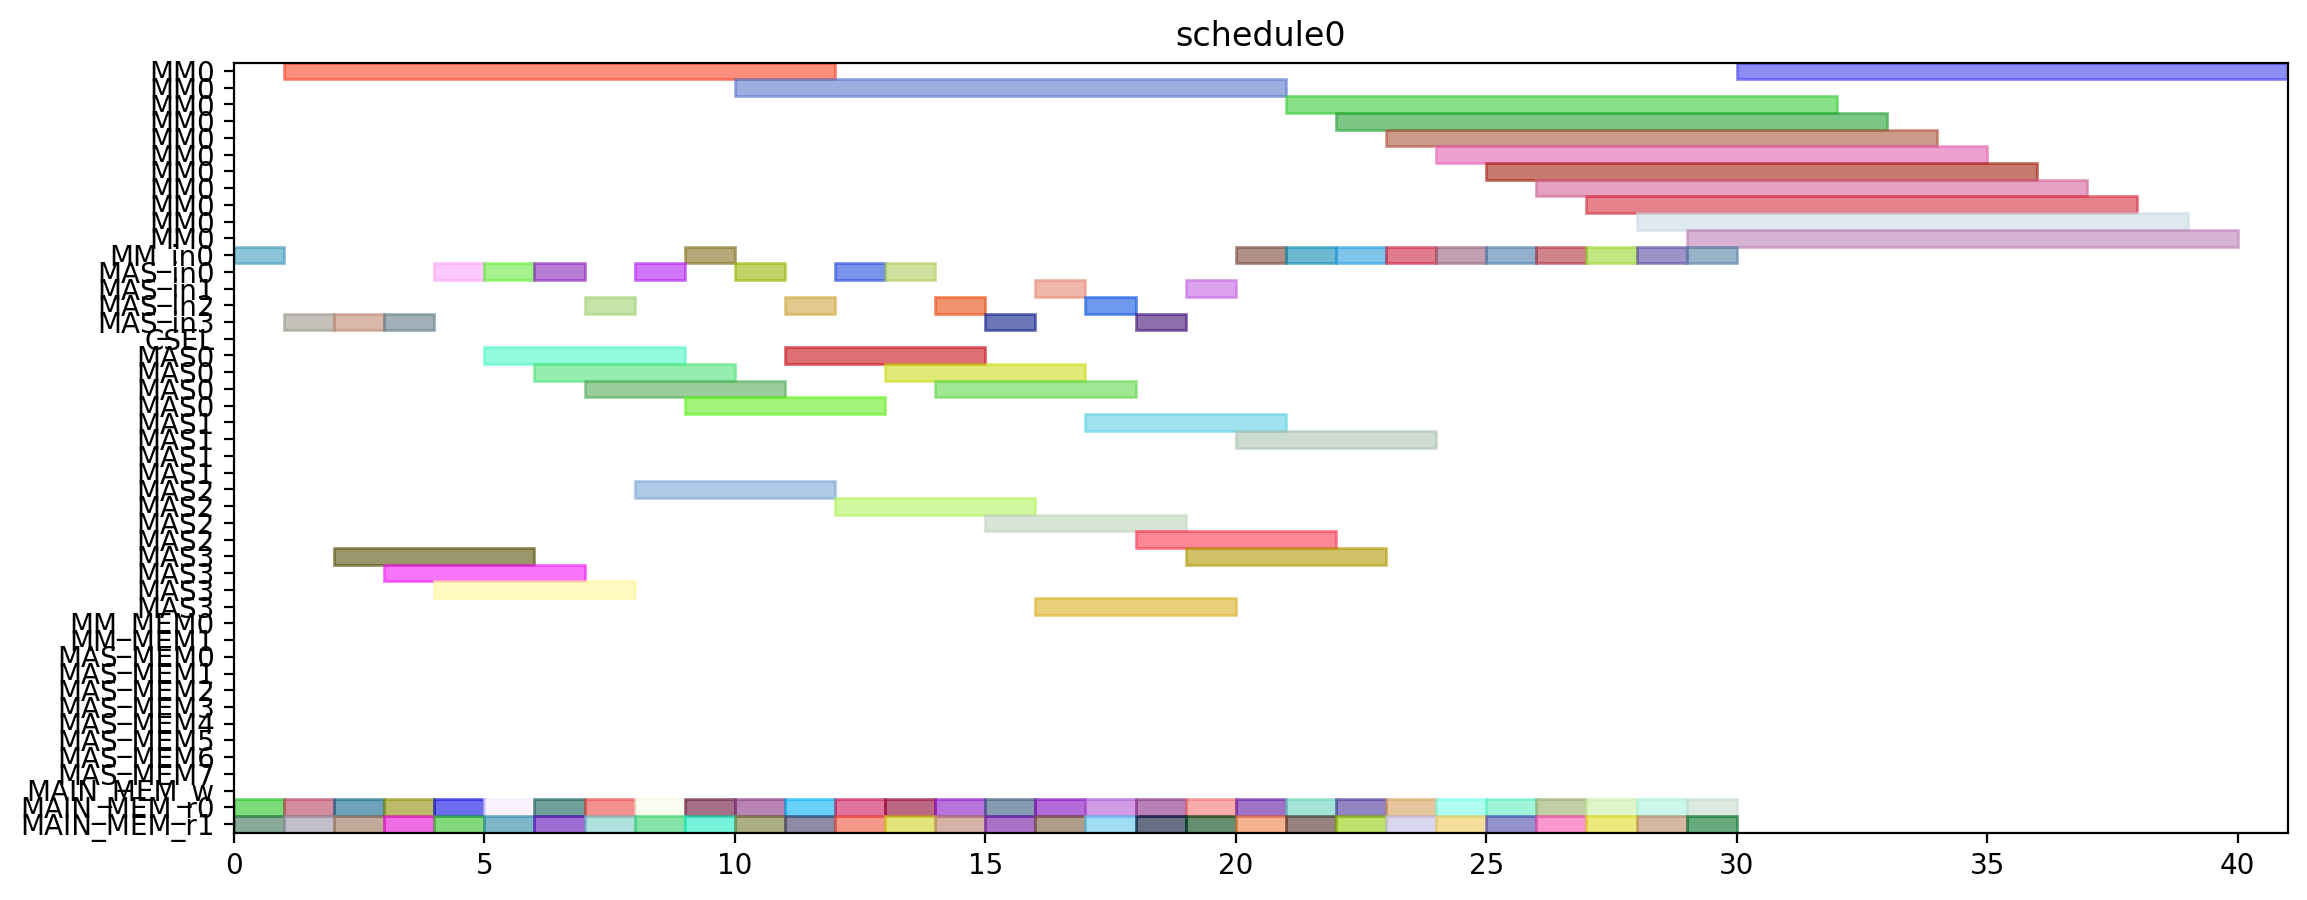 schedule0
MM0
MM0
MM0
MM0
MM0
MM0
MM0
MM0
MM0
MM0
MM0
MM_in0
MAS_in0
MAS_in1
MAS_in2
MAS_in3
CSEL
MAS0
MAS0
MAS0
MAS0
MAS1
MAS1
MAS1
MAS1
MAS2
MAS2
MAS2
MAS2
MAS3
MAS3
MAS3
MAS3
MM_MEM0
MM_MEM1
MAS_MEM0
MAS_MEM1
MAS_MEM2
MAS_MEM3
MAS_MEM4
MAS_MEM5
MAS_MEM6
MAS_MEM7
MAIN_MEM_w
MAIN_MEM_r0
MAIN_MEM_r1
0 5 10 15 20 25 30 35 40